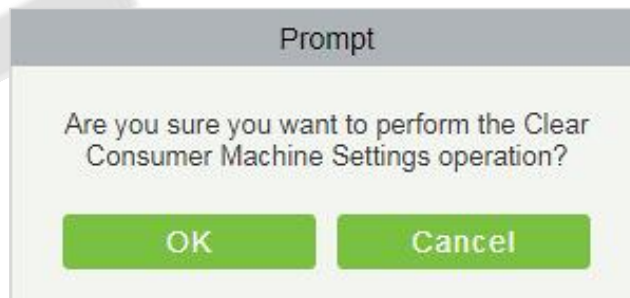 Prompt
Are you sure you want to perform the Clear
Consumer Machine Settings operation?
OK
Cancel